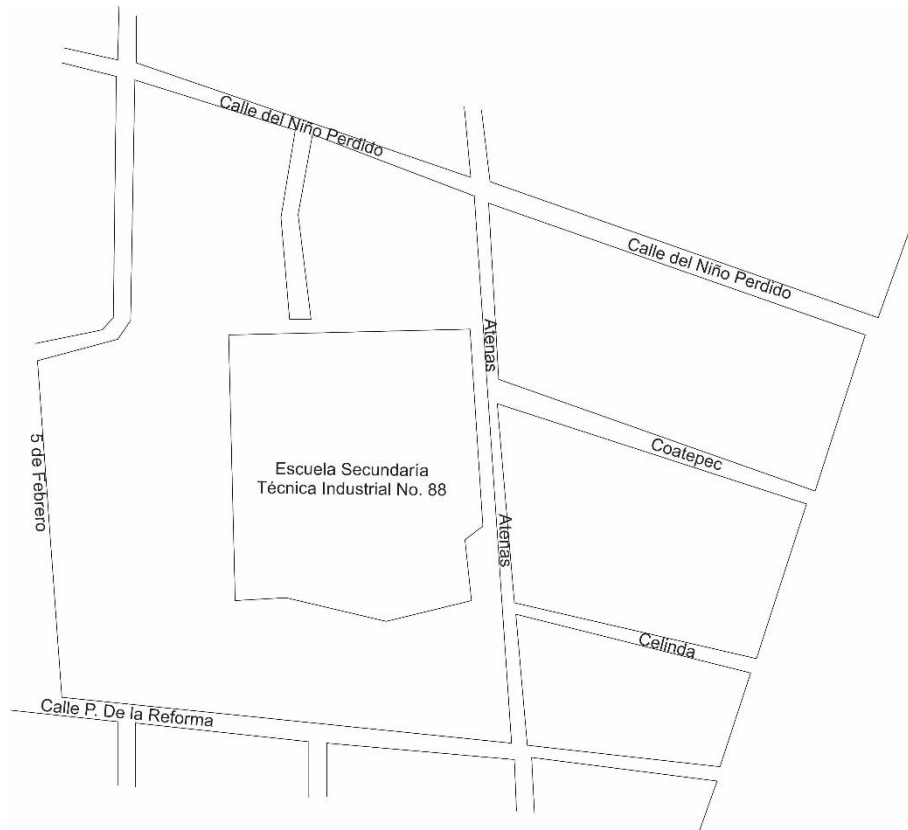 Calle del Niño Perdido
Calle del Niño Perdido
Atenas
5 de Febrero
Coatepec
Escuela Secundaría
Técnica Industrial No. 88
Atenas
Celinda
Calle P. De la Reforma